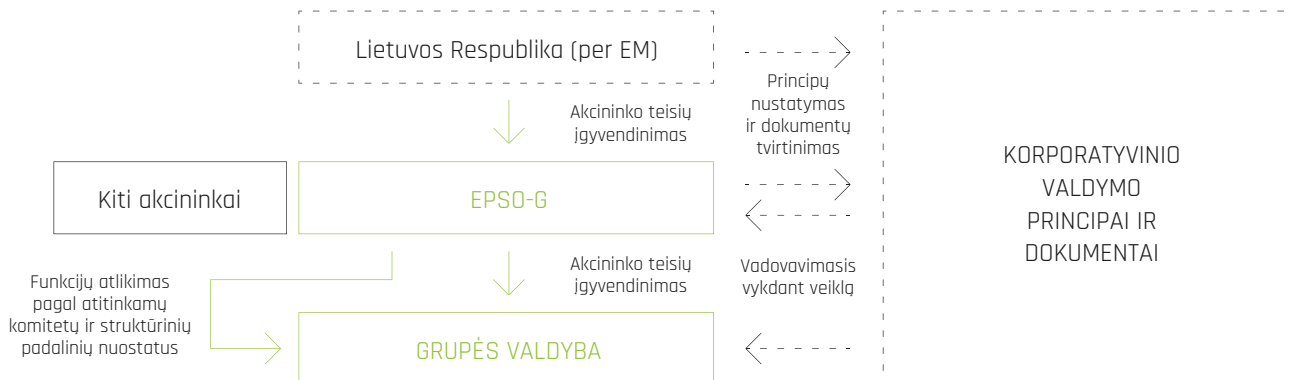 Lietuvos Respublika (per EM)
Akcininko teisių
įgyvendinimas
Principų
nustatymas
ir dokumentų
tvirtinimas
Kiti akcininkai
EPSO-G
KORPORATYVINIO
VALDYMO
PRINCIPAI IR
DOKUMENTAI
Funkcijų atlikimas
pagal atitinkamų
komitetų ir struktūrinių
padalinių nuostatus
Akcininko teisių
įgyvendinimas
Vadovavimasis
vykdant veiklą
GRUPĖS VALDYBA